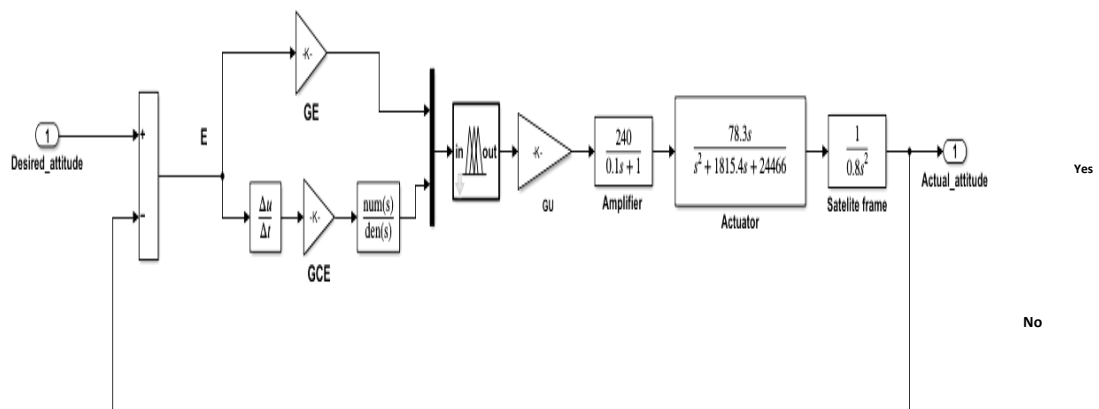 1
Desired_attitude
+
−
E
-K-
GE
Δu
Δt
-K-
GCE
num(s)
den(s)
in out
-K-
GU
240
0.1s + 1
Amplifier
78.3s
s² + 1815.4s + 24466
Actuator
1
0.8s²
Satelite frame
1
Actual_attitude
Yes
No